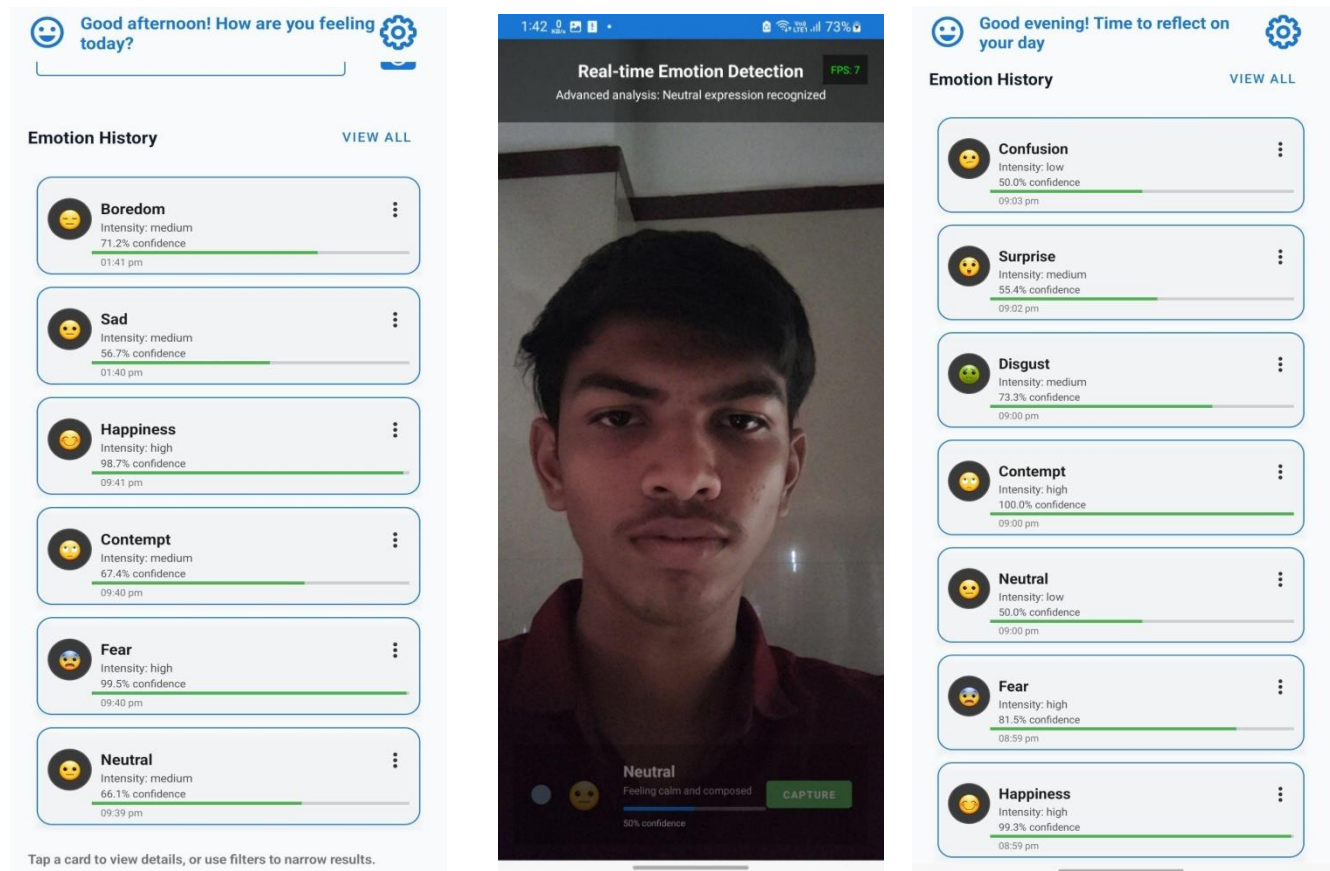 Good afternoon! How are you feeling
today?
Emotion History
VIEW ALL
Boredom
Intensity: medium
71.2% confidence
01:41 pm
Sad
Intensity: medium
56.7% confidence
01:40 pm
Happiness
Intensity: high
98.7% confidence
09:41 pm
Contempt
Intensity: medium
67.4% confidence
09:40 pm
Fear
Intensity: high
99.5% confidence
09:40 pm
Neutral
Intensity: medium
66.1% confidence
09:39 pm
Tap a card to view details, or use filters to narrow results.
1:42
0
KB/s
73%
Real-time Emotion Detection
FPS: 7
Advanced analysis: Neutral expression recognized
Neutral
Feeling calm and composed
CAPTURE
50% confidence
Good evening! Time to reflect on
your day
Emotion History
VIEW ALL
Confusion
Intensity: low
50.0% confidence
09:03 pm
Surprise
Intensity: medium
55.4% confidence
09:02 pm
Disgust
Intensity: medium
73.3% confidence
09:00 pm
Contempt
Intensity: high
100.0% confidence
09:00 pm
Neutral
Intensity: low
50.0% confidence
09:00 pm
Fear
Intensity: high
81.5% confidence
08:59 pm
Happiness
Intensity: high
99.3% confidence
08:59 pm